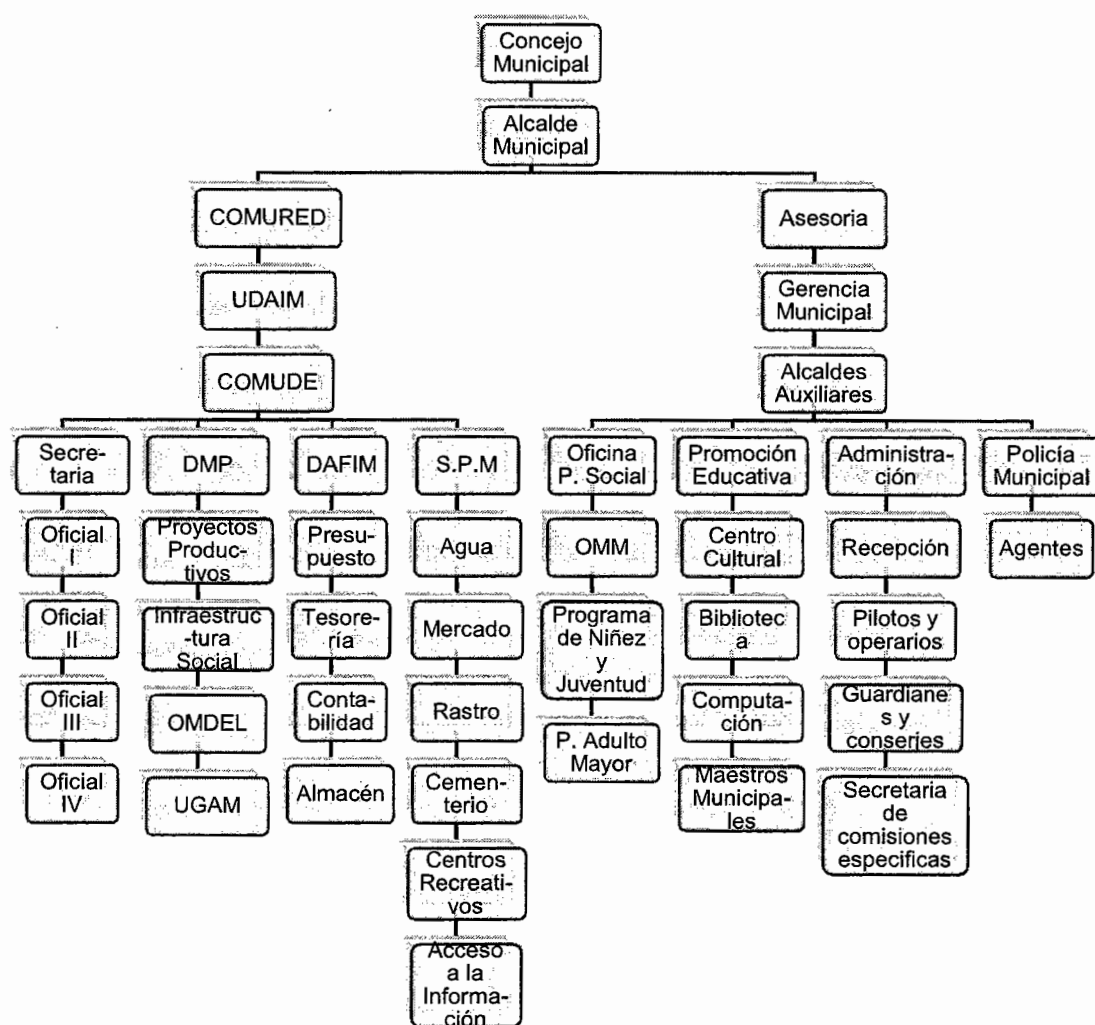 Concejo
Municipal
Alcalde
Municipal
COMURED
Asesoria
UDAIM
Gerencia
Municipal
COMUDE
Alcaldes
Auxiliares
Secre-
taria
DMP
DAFIM
S.P.M
Oficina
P. Social
Promoción
Educativa
Administra-
ción
Policía
Municipal
Oficial
I
Proyectos
Produc-
tivos
Presu-
puesto
Agua
OMM
Centro
Cultural
Recepción
Agentes
Oficial
II
Infraestruc
-tura
Social
Tesore-
ría
Mercado
Programa
de Niñez
y
Juventud
Bibliotec
a
Pilotos y
operarios
Oficial
III
OMDEL
Conta-
bilidad
Rastro
P. Adulto
Mayor
Computa-
ción
Guardiane
s y
conserjes
Oficial
IV
UGAM
Almacén
Cemen-
terio
Maestros
Municipa-
les
Secretaria
de
comisiones
especificas
Centros
Recreati-
vos
Acceso
a la
Informa-
ción